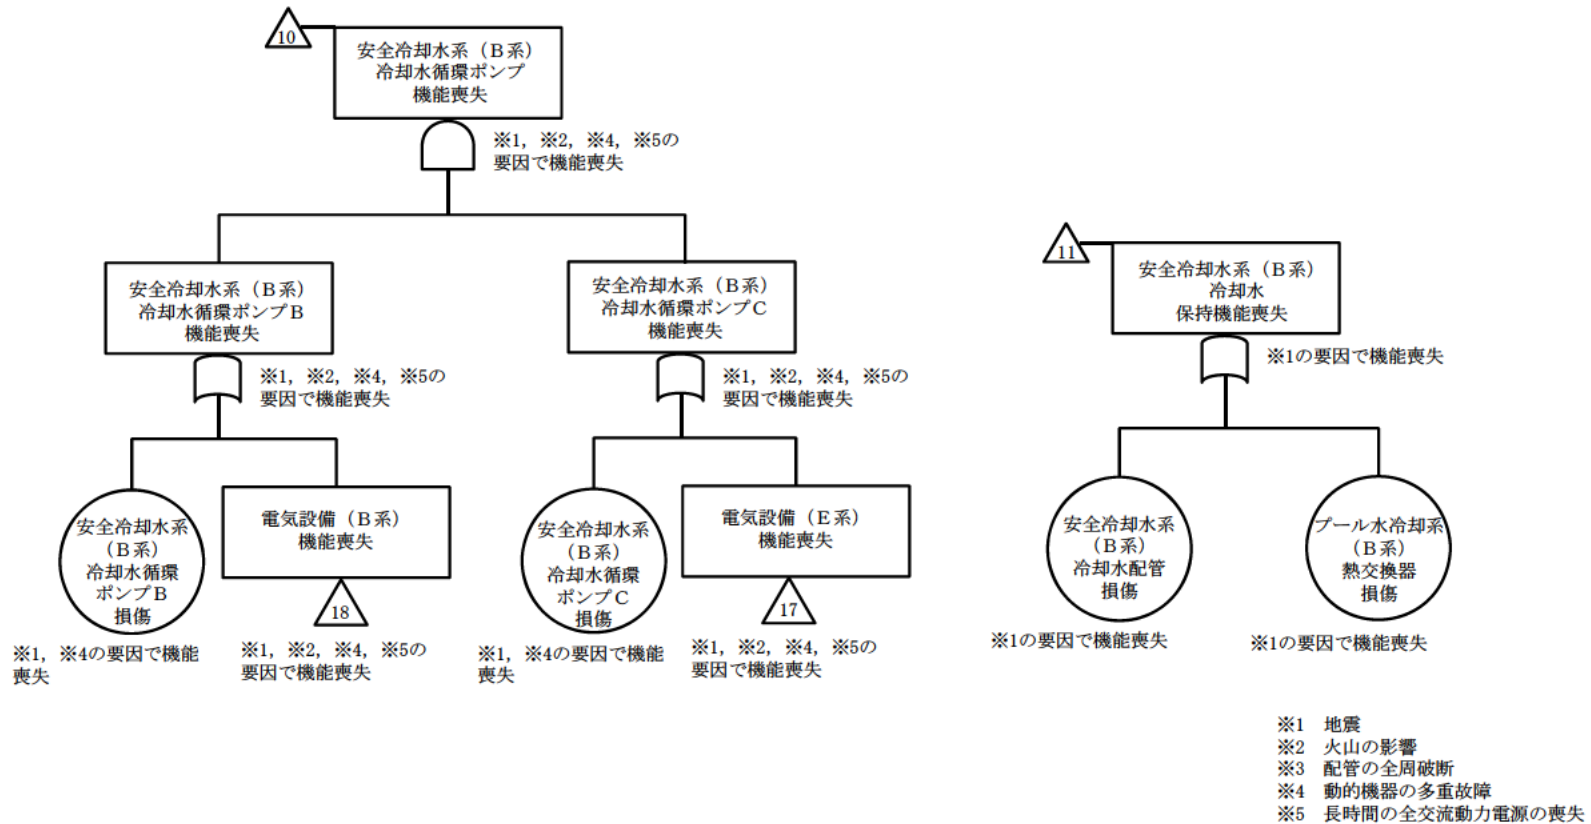 10
安全冷却水系（Ｂ系）
冷却水循環ポンプ
機能喪失
※1，※2，※4，※5の
要因で機能喪失
安全冷却水系（Ｂ系）
冷却水循環ポンプＢ
機能喪失
※1，※2，※4，※5の
要因で機能喪失
安全冷却水系（Ｂ系）
冷却水循環ポンプＣ
機能喪失
※1，※2，※4，※5の
要因で機能喪失
安全冷却水系
（Ｂ系）
冷却水循環
ポンプＢ
損傷
※1，※4の要因で機能
喪失
電気設備（Ｂ系）
機能喪失
18
※1，※2，※4，※5の
要因で機能喪失
安全冷却水系
（Ｂ系）
冷却水循環
ポンプＣ
損傷
※1，※4の要因で機能
喪失
電気設備（Ｅ系）
機能喪失
17
※1，※2，※4，※5の
要因で機能喪失
11
安全冷却水系（Ｂ系）
冷却水
保持機能喪失
※1の要因で機能喪失
安全冷却水系
（Ｂ系）
冷却水配管
損傷
※1の要因で機能喪失
プール水冷却系
（Ｂ系）
熱交換器
損傷
※1の要因で機能喪失
※1　地震
※2　火山の影響
※3　配管の全周破断
※4　動的機器の多重故障
※5　長時間の全交流動力電源の喪失